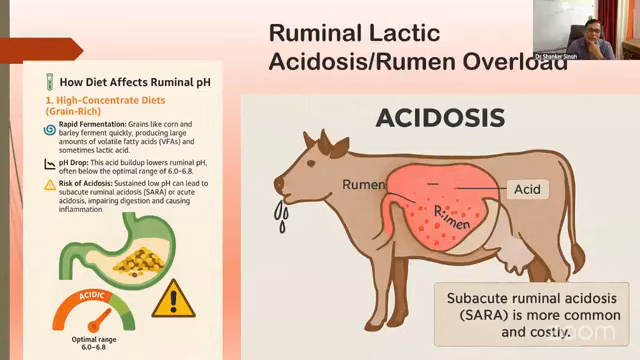 Ruminal Lactic
Acidosis/Rumen Overload
Dr Shanker Singh
How Diet Affects Ruminal pH
1. High-Concentrate Diets
(Grain-Rich)
Rapid Fermentation: Grains like corn and
barley ferment quickly, producing large
amounts of volatile fatty acids (VFAs) and
sometimes lactic acid.
pH Drop: This acid buildup lowers ruminal pH,
often below the optimal range of 6.0–6.8.
Risk of Acidosis: Sustained low pH can lead to
subacute ruminal acidosis (SARA) or acute
acidosis, impairing digestion and causing
inflammation
ACIDIC
Optimal range
6.0–6.8
ACIDOSIS
Rumen
Acid
Rumen
Subacute ruminal acidosis
(SARA) is more common
and costly.
zoom